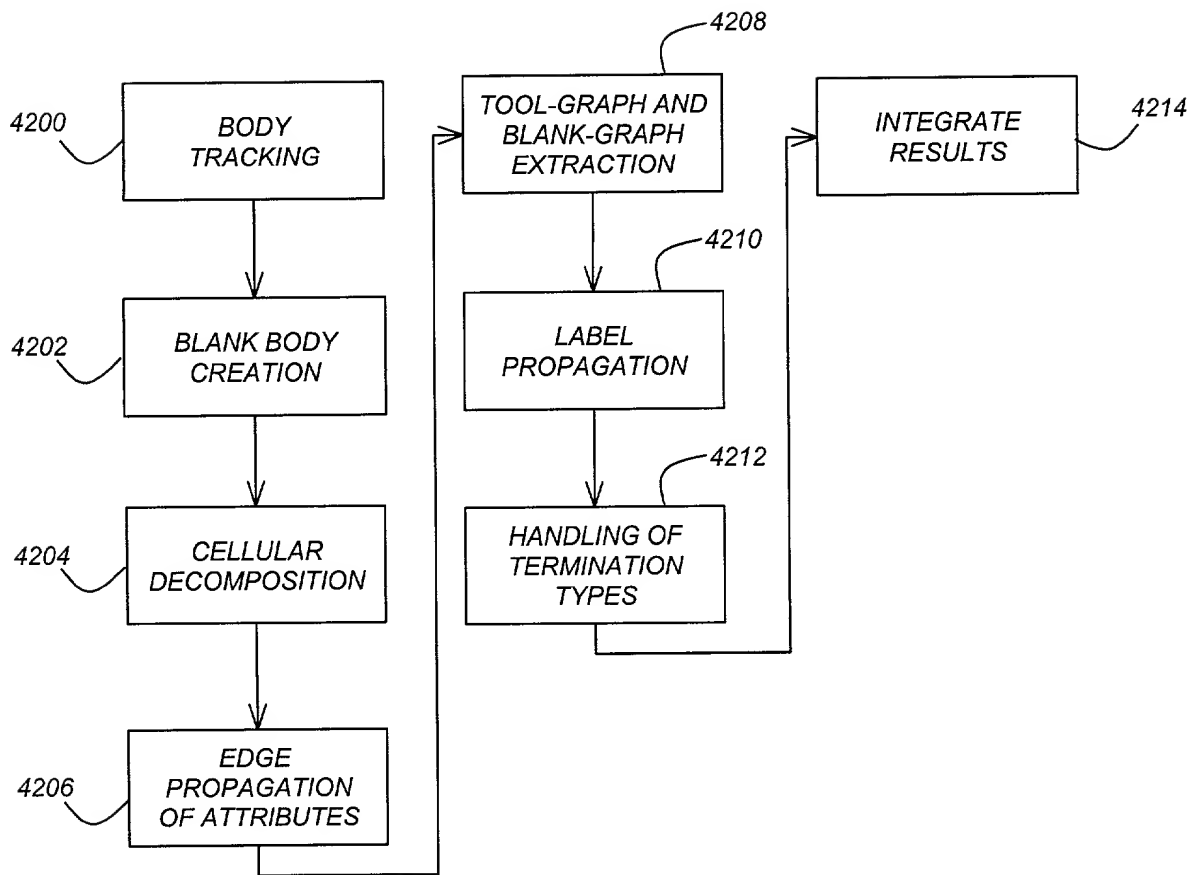 4200
BODY
TRACKING
4202
BLANK BODY
CREATION
4204
CELLULAR
DECOMPOSITION
4206
EDGE
PROPAGATION
OF ATTRIBUTES
4208
TOOL-GRAPH AND
BLANK-GRAPH
EXTRACTION
4210
LABEL
PROPAGATION
4212
HANDLING OF
TERMINATION
TYPES
4214
INTEGRATE
RESULTS